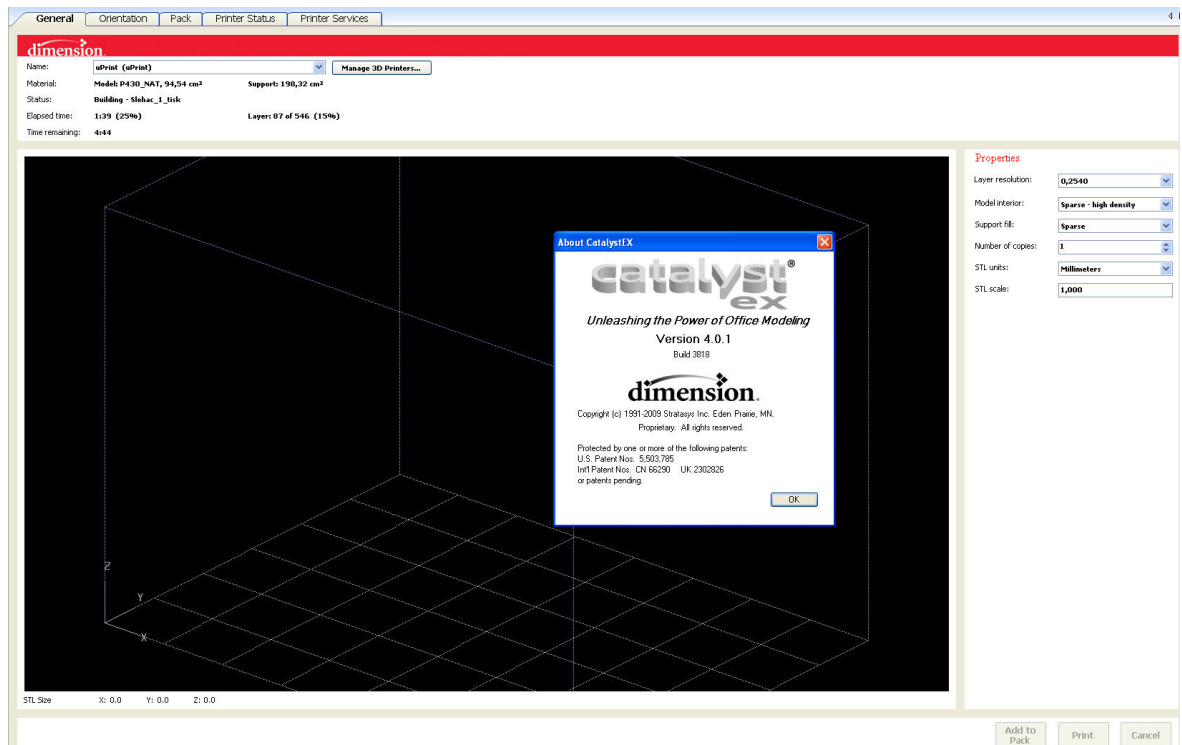 General Orientation Pack Printer Status Printer Services
dimension
Name: uPrint (uPrint) Manage 3D Printers...
Material: Model: P430_NAT, 94,54 cm³ Support: 198,32 cm³
Status: Building - Slehac_1_tisk
Elapsed time: 1:39 (25%) Layer: 87 of 546 (15%)
Time remaining: 4:44
Properties
Layer resolution: 0,2540
Model interior: Sparse - high density
Support fill: Sparse
Number of copies: 1
STL units: Millimeters
STL scale: 1,000
About CatalystEX
catalyst®
ex
Unleashing the Power of Office Modeling
Version 4.0.1
Build 3818
dimension.
Copyright (c) 1991-2009 Stratasys Inc. Eden Prairie, MN.
Proprietary. All rights reserved.
Protected by one or more of the following patents:
U.S. Patent Nos. 5,503,785
Int'l Patent Nos. CN 66290 UK 2302826
or patents pending.
OK
Z
Y
X
STL Size X: 0.0 Y: 0.0 Z: 0.0
Add to Pack Print Cancel